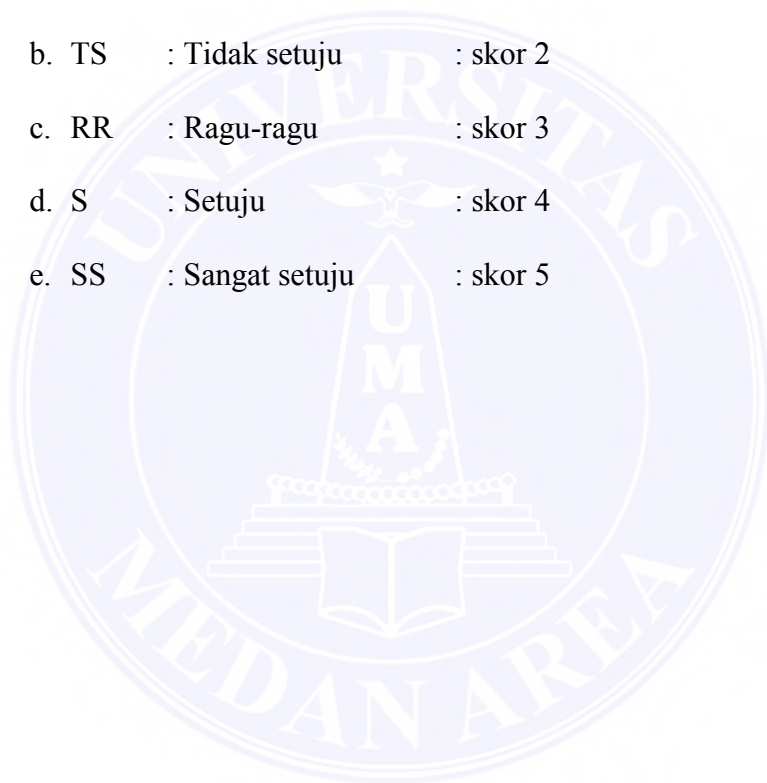 b. TS : Tidak setuju : skor 2
c. RR : Ragu-ragu : skor 3
d. S : Setuju : skor 4
e. SS : Sangat setuju : skor 5
UNIVERSITAS
UMA
MEDAN AREA